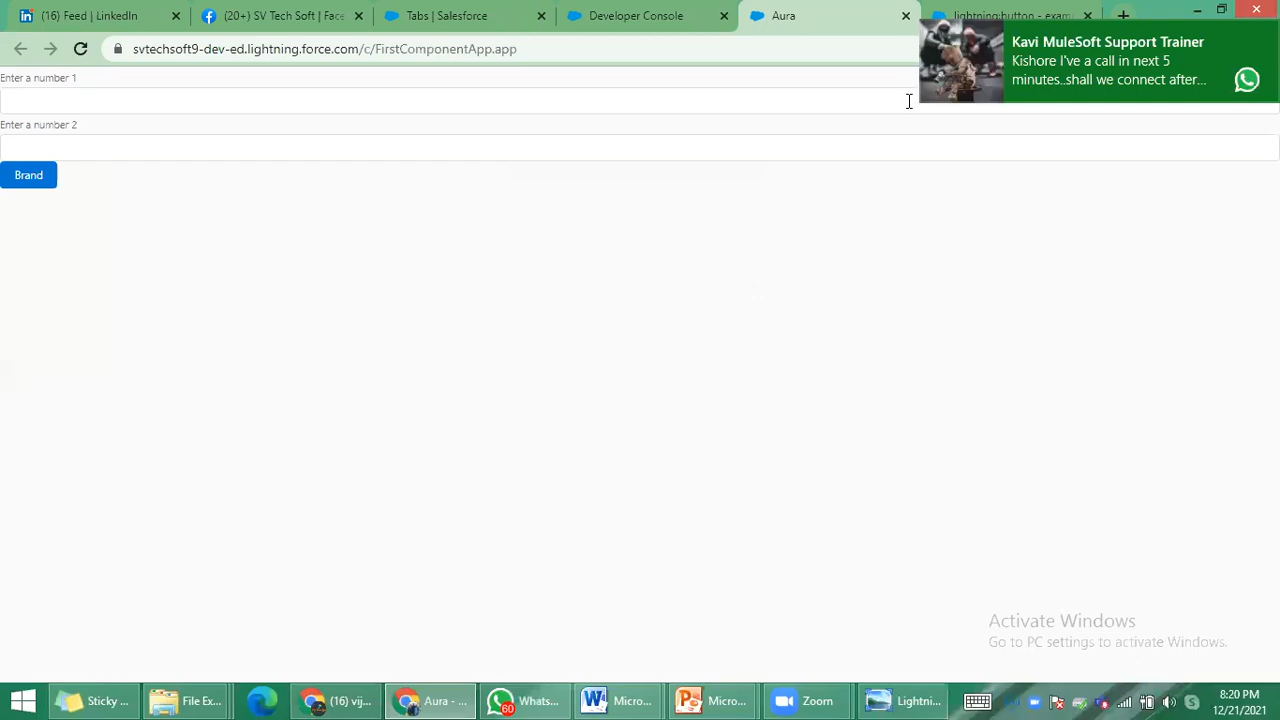 (16) Feed | LinkedIn
(20+) SV Tech Soft | Face
Tabs | Salesforce
Developer Console
Aura
lightning:button - exam
svtechsoft9-dev-ed.lightning.force.com/c/FirstComponentApp.app
Kavi MuleSoft Support Trainer
Kishore I've a call in next 5
minutes..shall we connect after...
Enter a number 1
Enter a number 2
Brand
Activate Windows
Go to PC settings to activate Windows.
Sticky
File Ex...
(16) vij...
Aura - ...
60
Whats...
Micro...
Micro...
Zoom
Lightni...
8:20 PM
12/21/2021